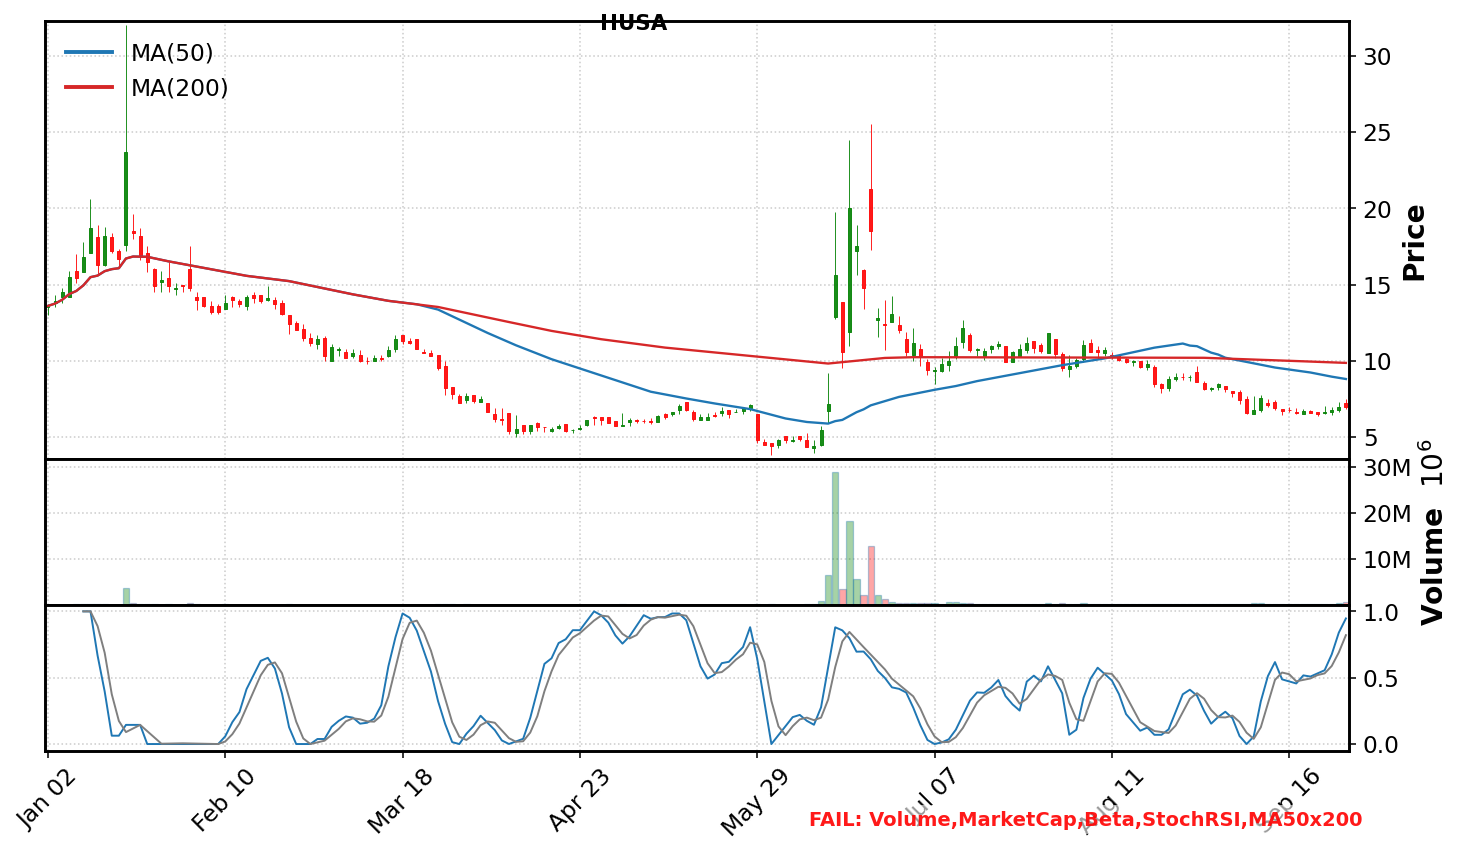 HUSA
MA(50)
MA(200)
30
25
20
15
10
5
Price
10^6
30M
20M
10M
Volume
1.0
0.5
0.0
Jan 02
Feb 10
Mar 18
Apr 23
May 29
Jul 07
Aug 11
Sep 16
FAIL: Volume,MarketCap,Beta,StochRSI,MA50x200